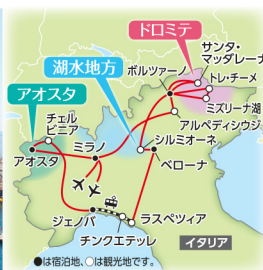 ドロミテ
サンタ・
マッダレーナ
湖水地方
ボルツァーノ
トレ・チーメ
アオスタ
ミズリーナ湖
チェル
ビニア
アルペディシウジ
ミラノ
シルミオーネ
アオスタ
ベローナ
ジェノバ
ラスペツィア
チンクエテッレ
イタリア
●は宿泊地、○は観光地です。